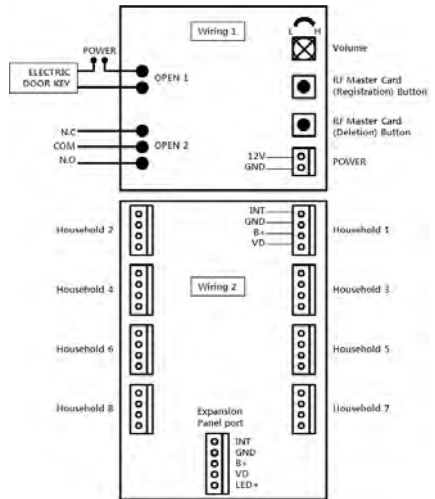 Wiring 1
L H
POWER
Volume
ELECTRIC
DOOR KEY
OPEN 1
RF Master Card
(Registration) Button
RF Master Card
(Deletion) Button
N.C
COM
N.O
OPEN 2
12V
GND
POWER
INT
GND
B+
VD
Household 2
Household 1
Household 4
Wiring 2
Household 3
Household 6
Household 5
Household 8
Household 7
Expansion
Panel port
INT
GND
B+
VD
LED+